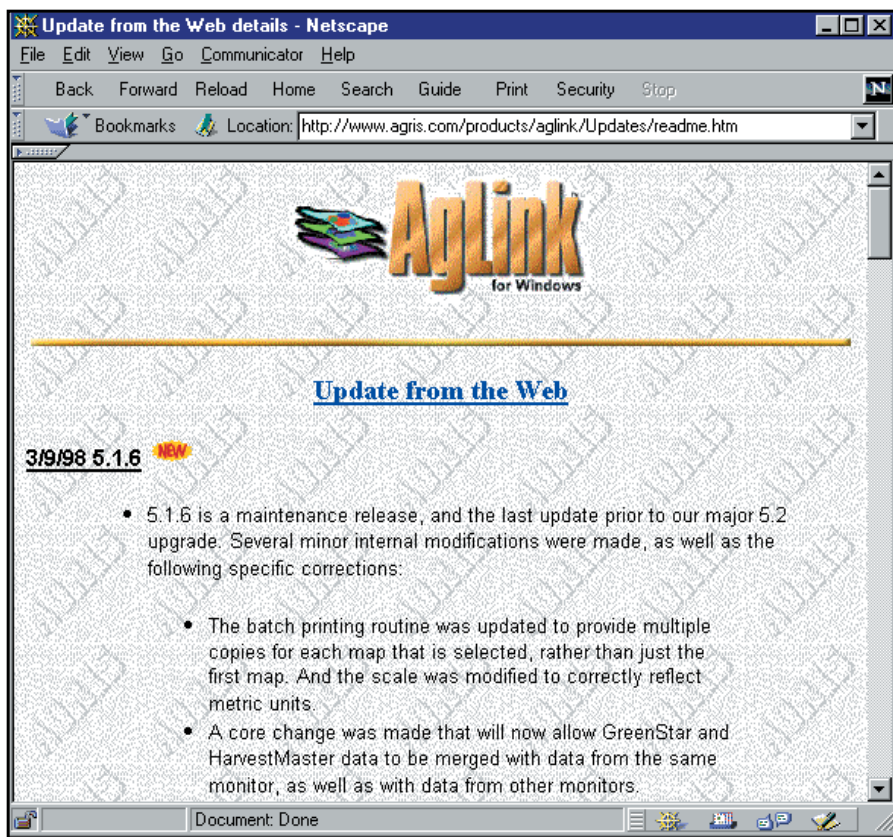 Update from the Web details - Netscape
File Edit View Go Communicator Help
Back Forward Reload Home Search Guide Print Security Stop
N
Bookmarks Location: http://www.agris.com/products/aglink/Updates/readme.htm
AgLink
for Windows
Update from the Web
3/9/98 5.1.6 NEW
• 5.1.6 is a maintenance release, and the last update prior to our major 5.2
upgrade. Several minor internal modifications were made, as well as the
following specific corrections:
• The batch printing routine was updated to provide multiple
copies for each map that is selected, rather than just the
first map. And the scale was modified to correctly reflect
metric units.
• A core change was made that will now allow GreenStar and
HarvestMaster data to be merged with data from the same
monitor, as well as with data from other monitors.
Document: Done